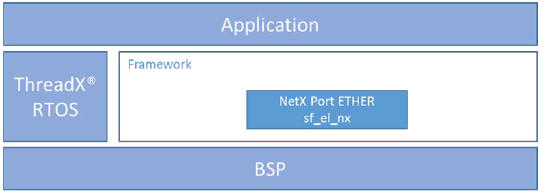 Application
ThreadX®
RTOS
Framework
NetX Port ETHER
sf_el_nx
BSP